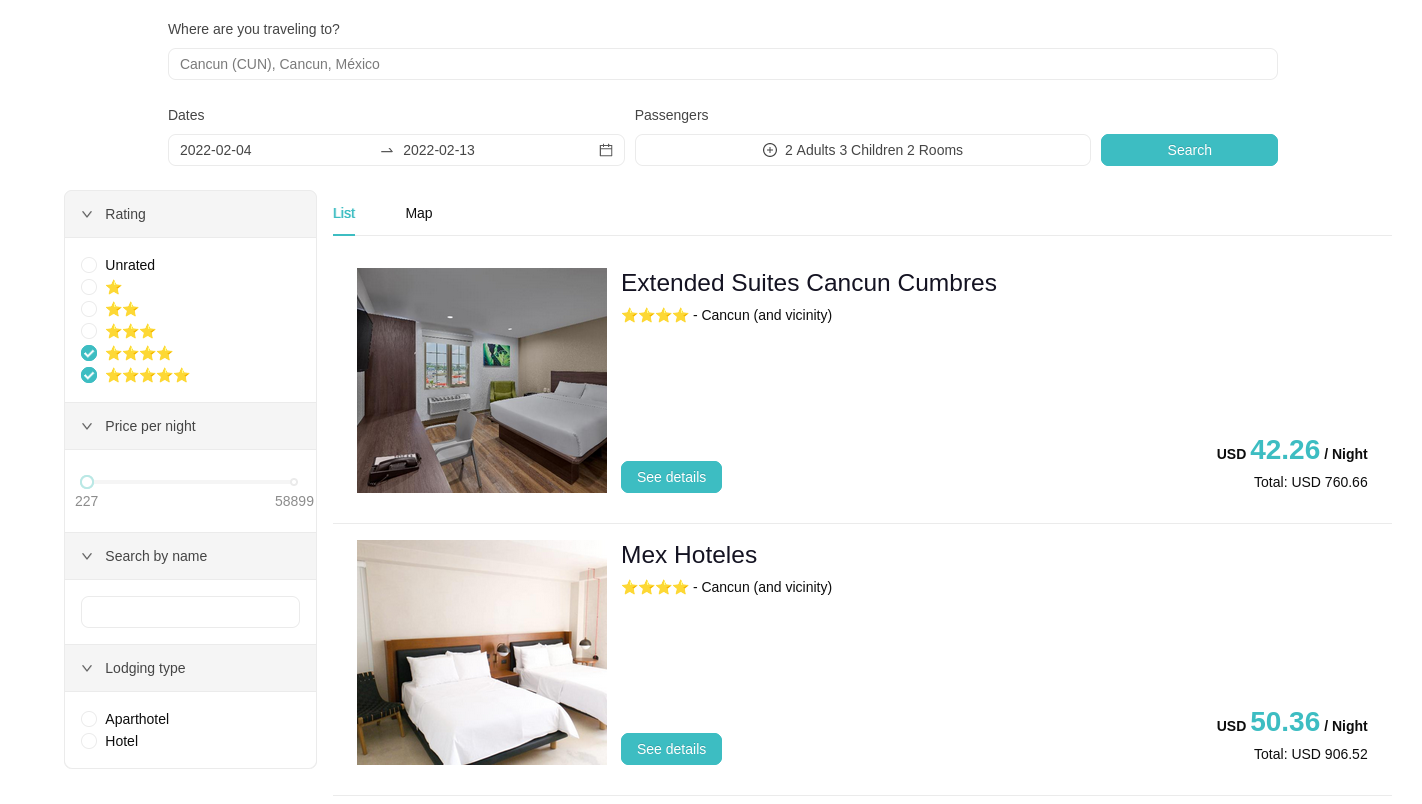 Where are you traveling to?
Cancun (CUN), Cancun, México
Dates
Passengers
2022-02-04
2022-02-13
2 Adults 3 Children 2 Rooms
Search
Rating
Unrated
Price per night
227
58899
Search by name
Lodging type
Aparthotel
Hotel
List
Map
Extended Suites Cancun Cumbres
⭐⭐⭐⭐ - Cancun (and vicinity)
See details
USD 42.26 / Night
Total: USD 760.66
Mex Hoteles
⭐⭐⭐⭐ - Cancun (and vicinity)
See details
USD 50.36 / Night
Total: USD 906.52